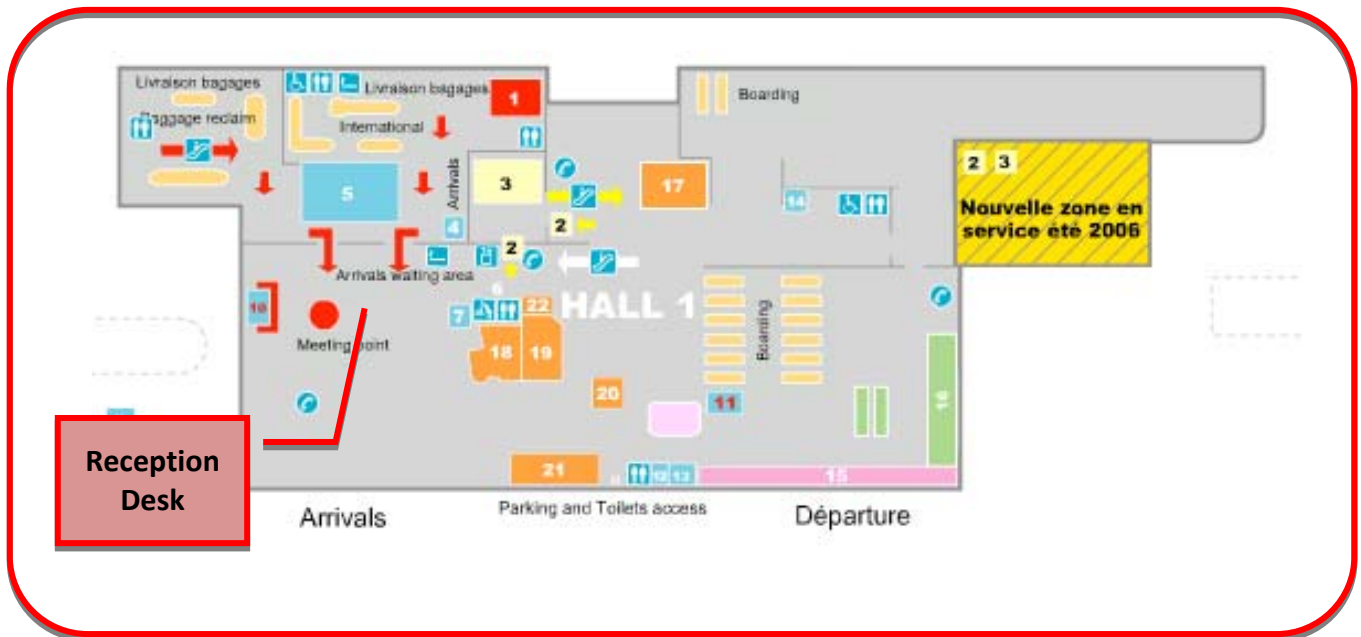 Livraison bagages
Livraison bagages
1
Boarding
Baggage reclaim
International
Arrivals
3
17
5
2 3
14
Nouvelle zone en
service été 2006
4
2
2
Arrivals waiting area
6
10
7
22
HALL 1
Boarding
Meeting point
18
19
20
11
16
Reception
Desk
21
12
13
15
Arrivals
Parking and Toilets access
Départure